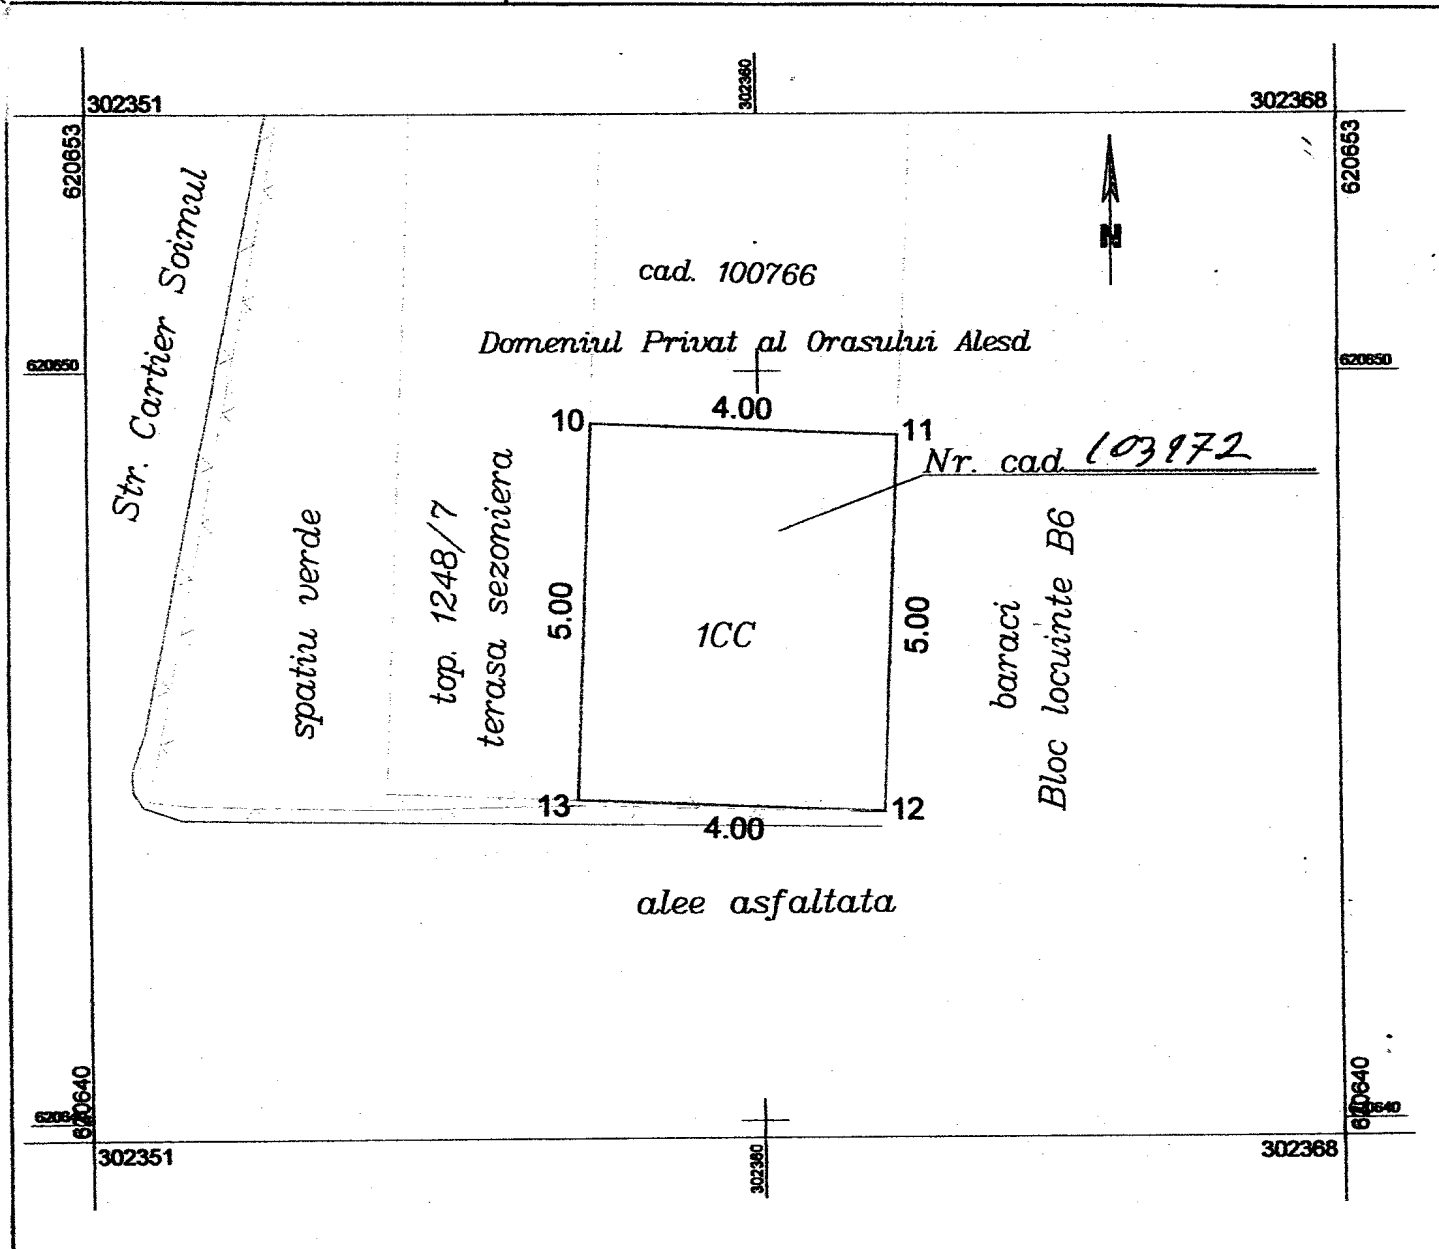 302351
302360
302368
620653
620653
N
Str. Cartier Soimul
cad. 100766
Domeniul Privat al Orasului Alesd
620650
620650
4.00
10
11
Nr. cad. 103972
spatiu verde
top. 1248/7
terasa sezoniera
5.00
1CC
5.00
baraci
Bloc locuinte B6
13
12
4.00
alee asfaltata
620640
620640
620640
620640
302351
302360
302368